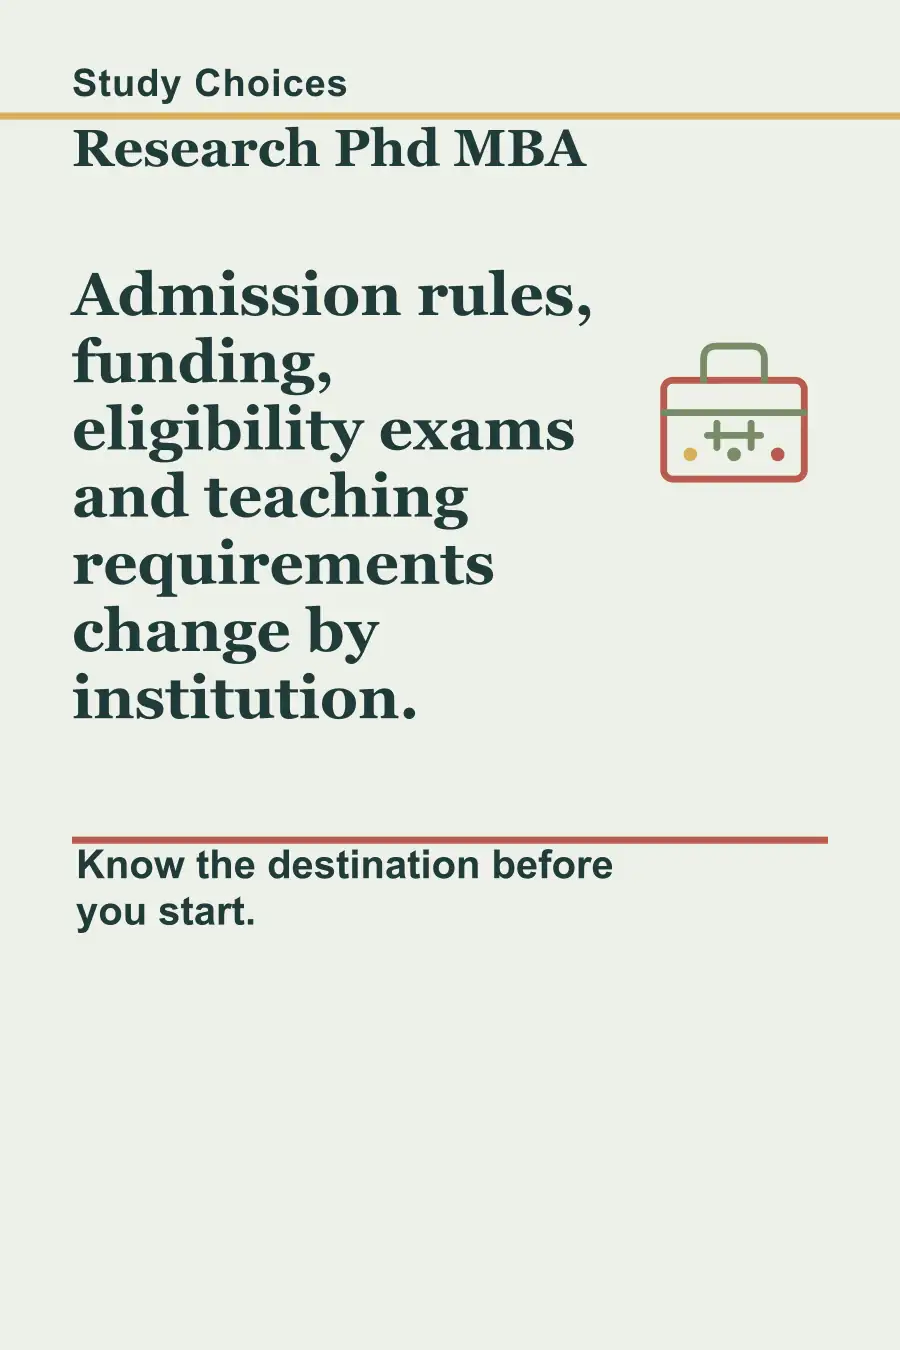 Study Choices
Research Phd MBA
Admission rules,
funding,
eligibility exams
and teaching
requirements
change by
institution.
Know the destination before
you start.